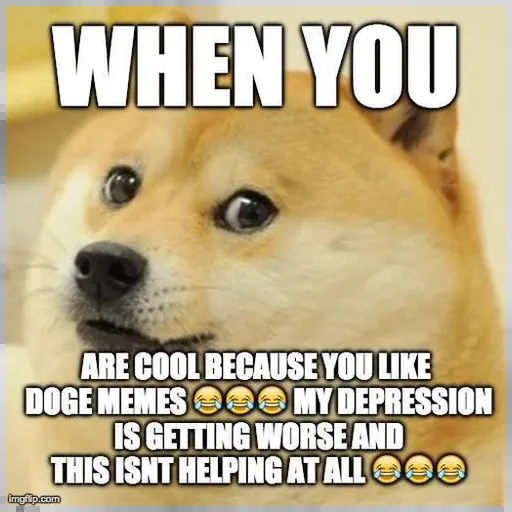 WHEN YOU
ARE COOL BECAUSE YOU LIKE
DOGE MEMES 😂😂😂 MY DEPRESSION
IS GETTING WORSE AND
THIS ISNT HELPING AT ALL 😂😂😂
imgflip.com